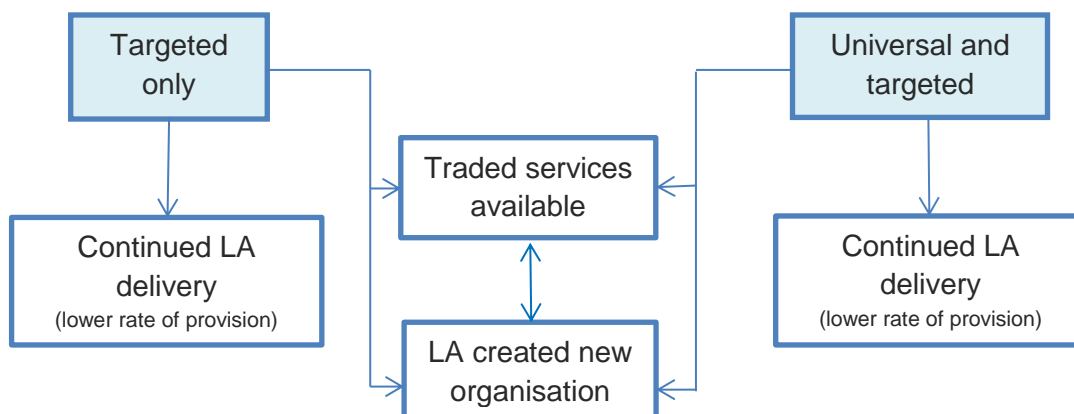 Targeted
only
Universal and
targeted
Traded services
available
Continued LA
delivery
(lower rate of provision)
Continued LA
delivery
(lower rate of provision)
LA created new
organisation